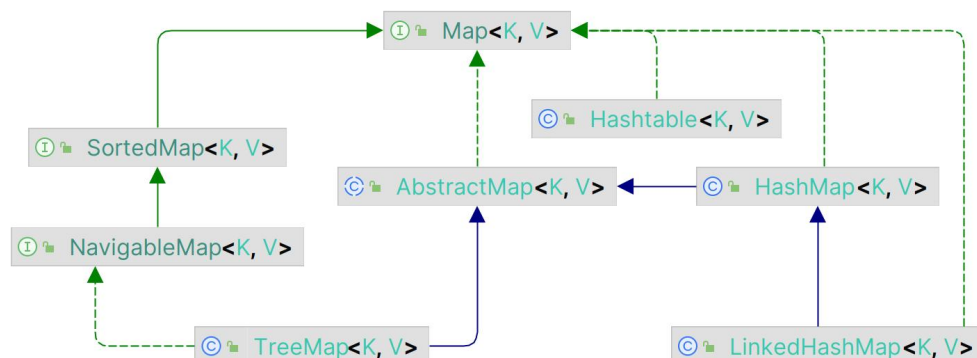 Map<K, V>
Hashtable<K, V>
SortedMap<K, V>
AbstractMap<K, V>
HashMap<K, V>
NavigableMap<K, V>
TreeMap<K, V>
LinkedHashMap<K, V>